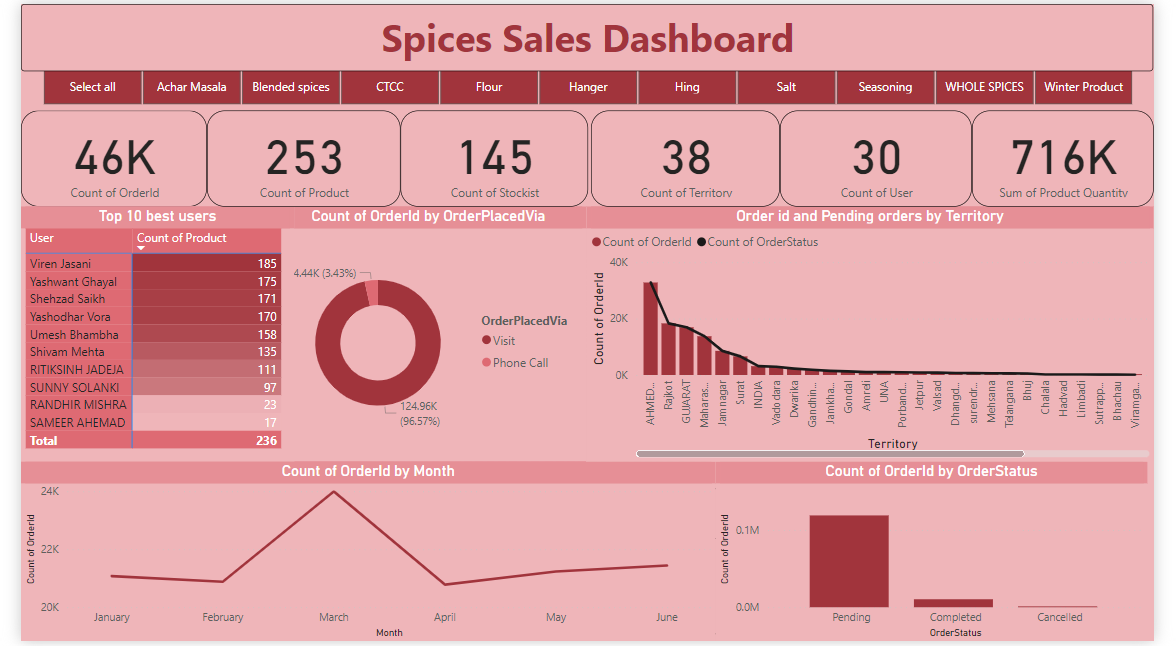 Spices Sales Dashboard
Select all Achar Masala Blended spices CTCC Flour Hanger Hing Salt Seasoning WHOLE SPICES Winter Product
46K 253 145 38 30 716K
Count of OrderId Count of Product Count of Stockist Count of Territory Count of User Sum of Product Quantity
Top 10 best users
User Count of Product
Viren Jasani 185
Yashwant Ghayal 175
Shehzad Saikh 171
Yashodhar Vora 170
Umesh Bhambha 158
Shivam Mehta 135
RITIKSINH JADEJA 111
SUNNY SOLANKI 97
RANDHIR MISHRA 23
SAMEER AHEMAD 17
Total 236
Count of OrderId by OrderPlacedVia
4.44K (3.43%)
124.96K
(96.57%)
OrderPlacedVia
Visit
Phone Call
Order id and Pending orders by Territory
Count of OrderId Count of OrderStatus
Count of OrderId
40K
20K
0K
AHMED...
Rajkot
GUJARAT
Maharas...
Jamnagar
Surat
INDIA
Vadodara
Dwarika
Gandhin...
Jamkha...
Gondal
Amreli
UNA
Porband...
Jetpur
Valsad
Dhangd...
surendr...
Mehsana
Telangana
Bhuj
Chalala
Hadvad
Limbadi
Sutrapp...
Bhachau
Viramga...
Territory
Count of OrderId by Month
Count of OrderId
24K
22K
20K
January February March April May June
Month
Count of OrderId by OrderStatus
Count of OrderId
0.1M
0.0M
Pending Completed Cancelled
OrderStatus